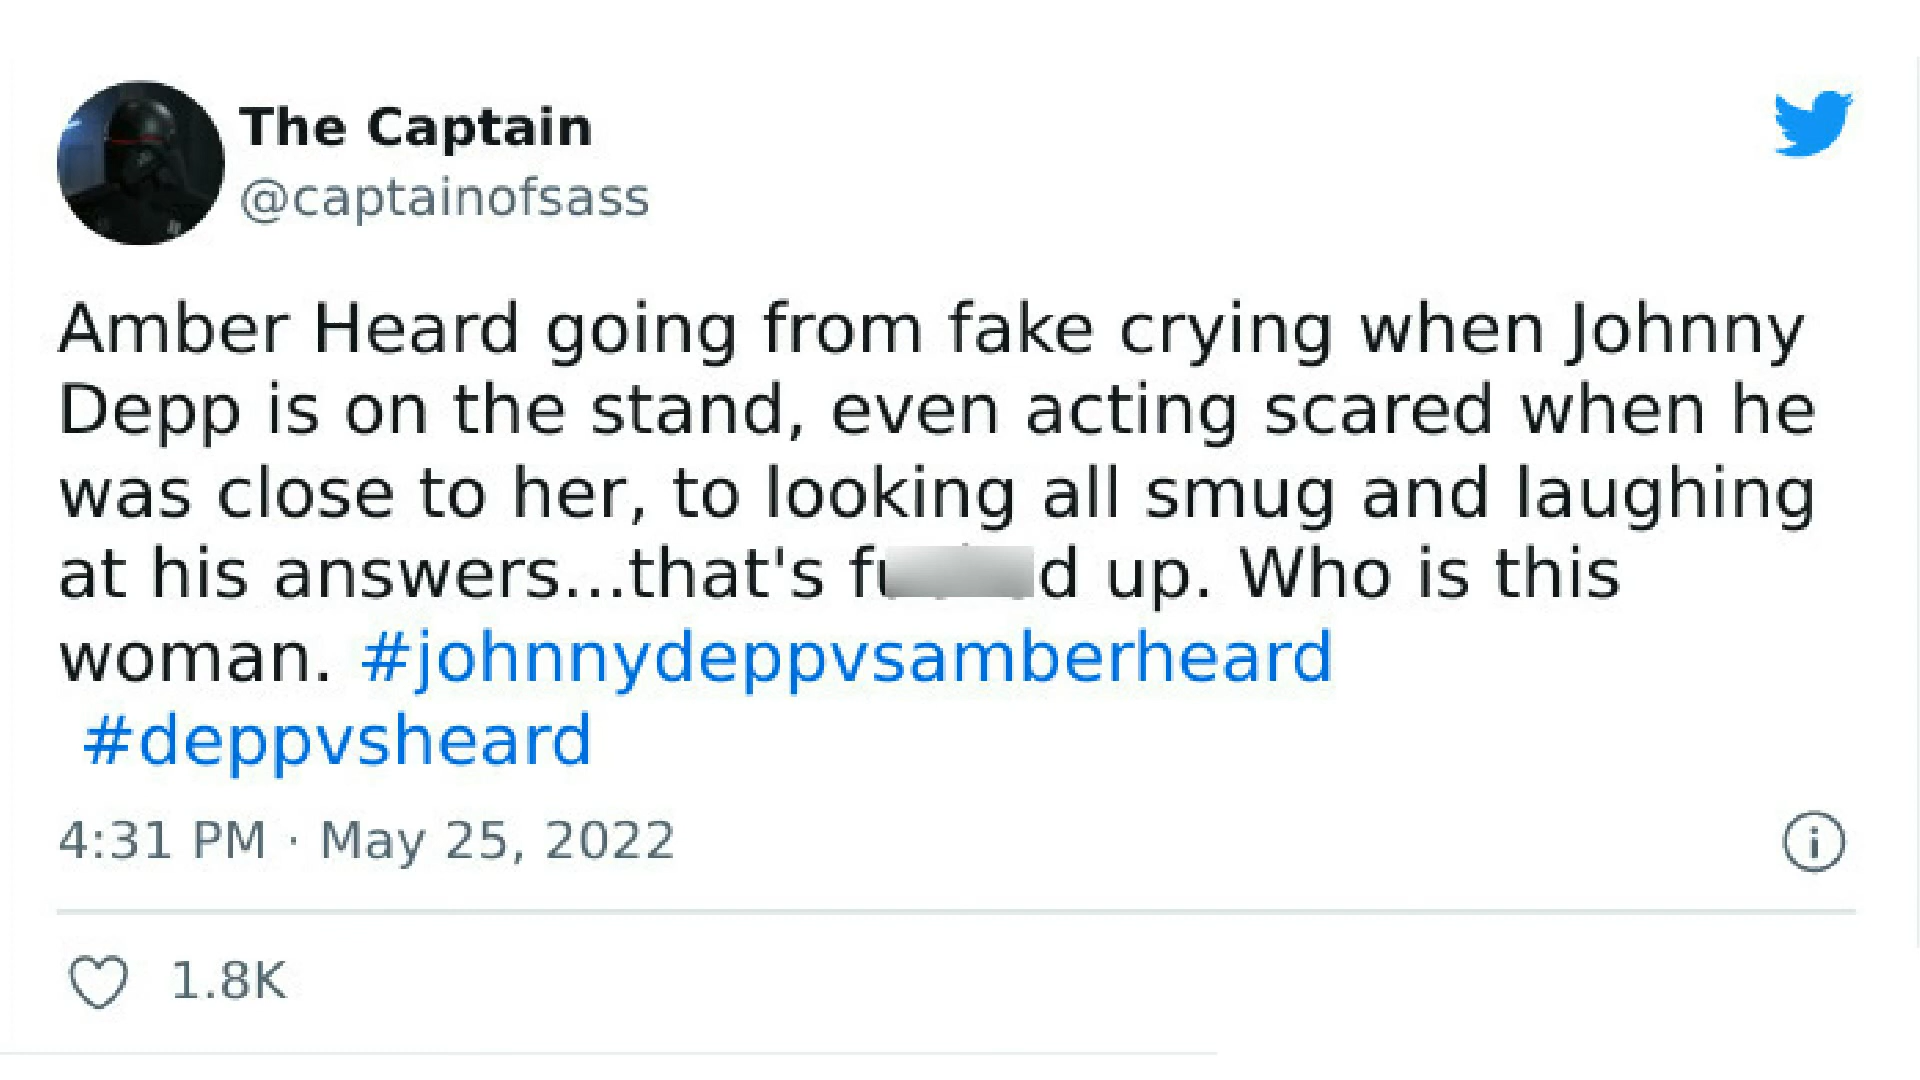 The Captain
@captainofsass
Amber Heard going from fake crying when Johnny
Depp is on the stand, even acting scared when he
was close to her, to looking all smug and laughing
at his answers...that's up. Who is this
woman. #johnnydeppvsamberheard
#deppvsheard
4:31 PM · May 25, 2022
1.8K